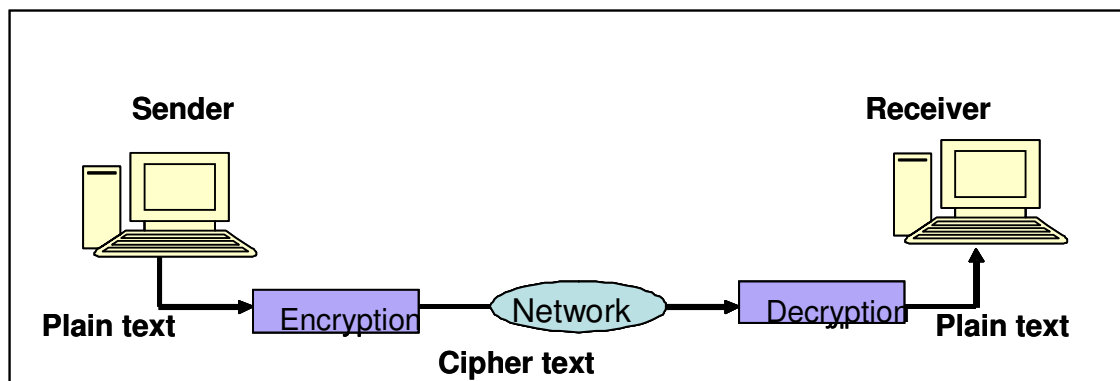 Sender
Receiver
Plain text
Encryption
Network
Decryption
Plain text
Cipher text